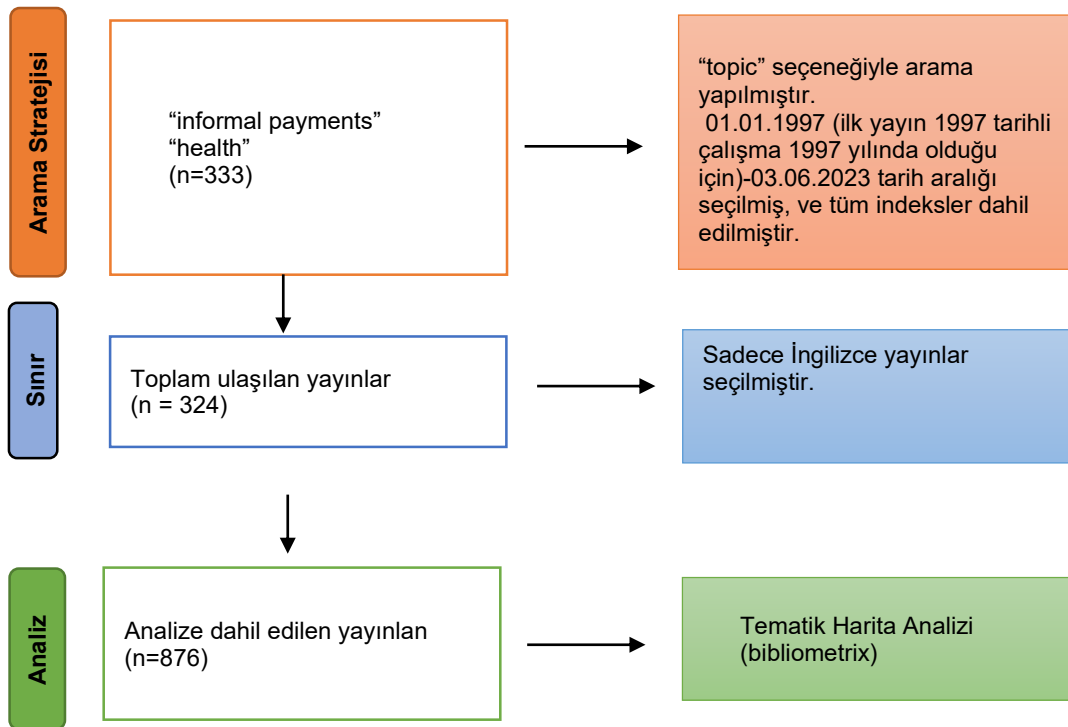 Arama Stratejisi
“informal payments”
“health”
(n=333)
“topic” seçeneğiyle arama
yapılmıştır.
01.01.1997 (ilk yayın 1997 tarihli
çalışma 1997 yılında olduğu
için)-03.06.2023 tarih aralığı
seçilmiş, ve tüm indeksler dahil
edilmiştir.
Sınır
Toplam ulaşılan yayınlar
(n = 324)
Sadece İngilizce yayınlar
seçilmiştir.
Analiz
Analize dahil edilen yayınlan
(n=876)
Tematik Harita Analizi
(bibliometrix)